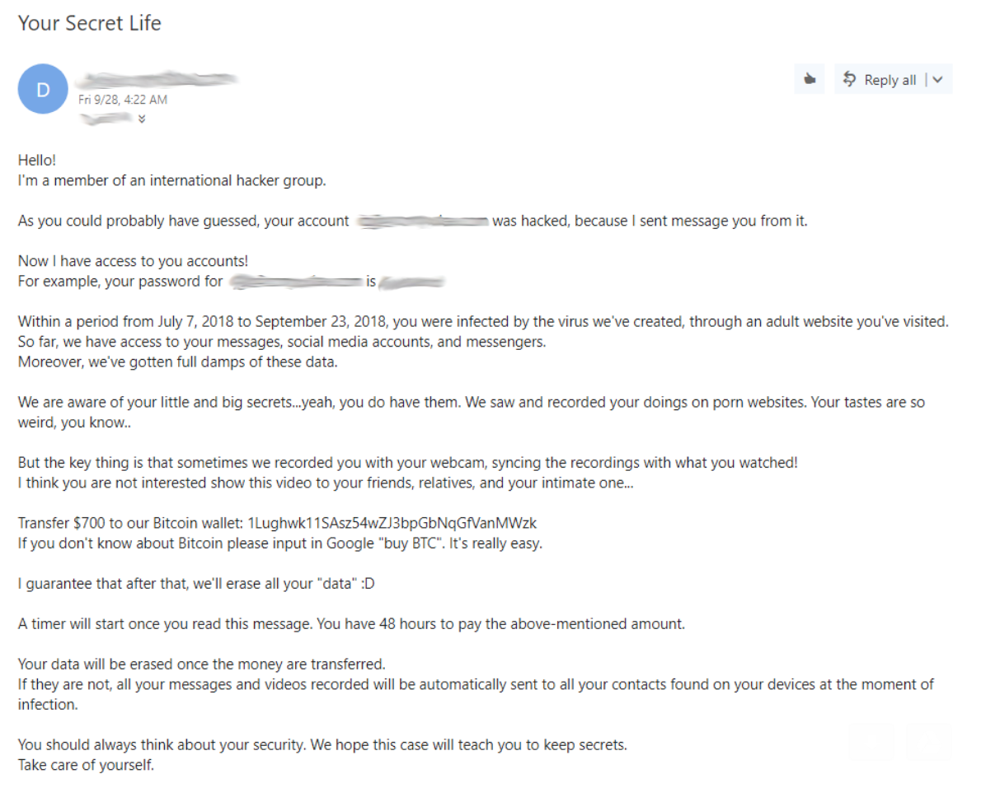 Your Secret Life
D
Fri 9/28, 4:22 AM
Reply all
Hello!
I'm a member of an international hacker group.
As you could probably have guessed, your account was hacked, because I sent message you from it.
Now I have access to you accounts!
For example, your password for is
Within a period from July 7, 2018 to September 23, 2018, you were infected by the virus we've created, through an adult website you've visited.
So far, we have access to your messages, social media accounts, and messengers.
Moreover, we've gotten full damps of these data.
We are aware of your little and big secrets...yeah, you do have them. We saw and recorded your doings on porn websites. Your tastes are so
weird, you know..
But the key thing is that sometimes we recorded you with your webcam, syncing the recordings with what you watched!
I think you are not interested show this video to your friends, relatives, and your intimate one...
Transfer $700 to our Bitcoin wallet: 1Lughwk11SAsz54wZJ3bpGbNqGfVanMWzk
If you don't know about Bitcoin please input in Google "buy BTC". It's really easy.
I guarantee that after that, we'll erase all your "data" :D
A timer will start once you read this message. You have 48 hours to pay the above-mentioned amount.
Your data will be erased once the money are transferred.
If they are not, all your messages and videos recorded will be automatically sent to all your contacts found on your devices at the moment of
infection.
You should always think about your security. We hope this case will teach you to keep secrets.
Take care of yourself.